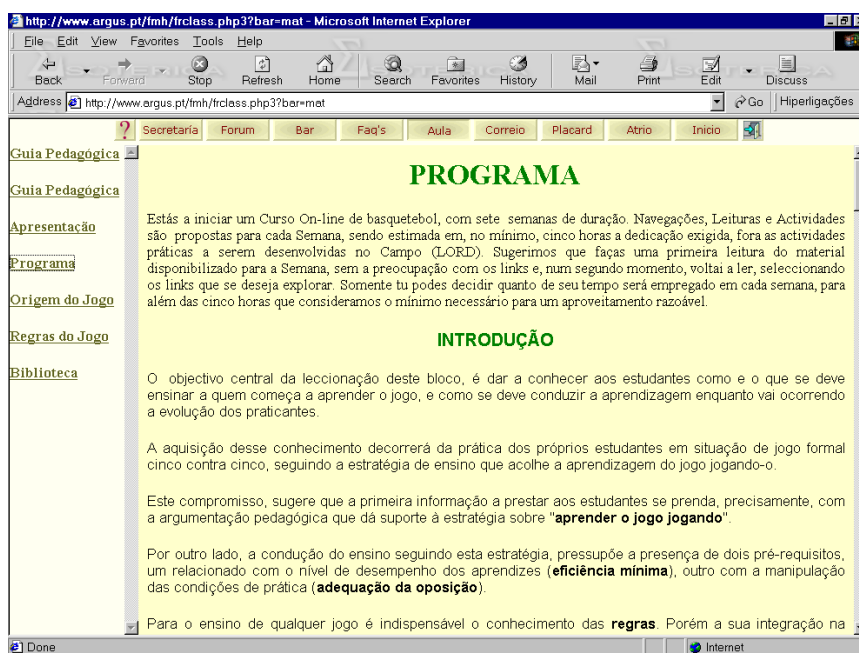 http://www.argus.pt/fmh/frclass.php3?bar=mat - Microsoft Internet Explorer
File Edit View Favorites Tools Help
Back Forward Stop Refresh Home Search Favorites History Mail Print Edit Discuss
Address http://www.argus.pt/fmh/frclass.php3?bar=mat Go Hiperligações
? Secretaría Forum Bar Faq's Aula Correio Placard Atrio Inicio
Guia Pedagógica
Guia Pedagógica
Apresentação
Programa
Origem do Jogo
Regras do Jogo
Biblioteca
PROGRAMA
Estás a iniciar um Curso On-line de basquetebol, com sete semanas de duração. Navegações, Leituras e Actividades
são propostas para cada Semana, sendo estimada em, no mínimo, cinco horas a dedicação exigida, fora as actividades
práticas a serem desenvolvidas no Campo (LORD). Sugerimos que faças uma primeira leitura do material
disponibilizado para a Semana, sem a preocupação com os links e, num segundo momento, voltai a ler, seleccionando
os links que se deseja explorar. Somente tu podes decidir quanto de seu tempo será empregado em cada semana, para
além das cinco horas que consideramos o mínimo necessário para um aproveitamento razoável.
INTRODUÇÃO
O objectivo central da leccionação deste bloco, é dar a conhecer aos estudantes como e o que se deve
ensinar a quem começa a aprender o jogo, e como se deve conduzir a aprendizagem enquanto vai ocorrendo
a evolução dos praticantes.
A aquisição desse conhecimento decorrerá da prática dos próprios estudantes em situação de jogo formal
cinco contra cinco, seguindo a estratégia de ensino que acolhe a aprendizagem do jogo jogando-o.
Este compromisso, sugere que a primeira informação a prestar aos estudantes se prenda, precisamente, com
a argumentação pedagógica que dá suporte à estratégia sobre "aprender o jogo jogando".
Por outro lado, a condução do ensino seguindo esta estratégia, pressupõe a presença de dois pré-requisitos,
um relacionado com o nível de desempenho dos aprendizes (eficiência mínima), outro com a manipulação
das condições de prática (adequação da oposição).
Para o ensino de qualquer jogo é indispensável o conhecimento das regras. Porém a sua integração na
Done Internet